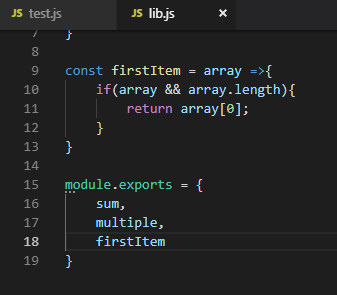 JS test.js JS lib.js ×
7 }
8
9 const firstItem = array =>{
10 if(array && array.length){
11 return array[0];
12 }
13 }
14
15 module.exports = {
16 sum,
17 multiple,
18 firstItem
19 }